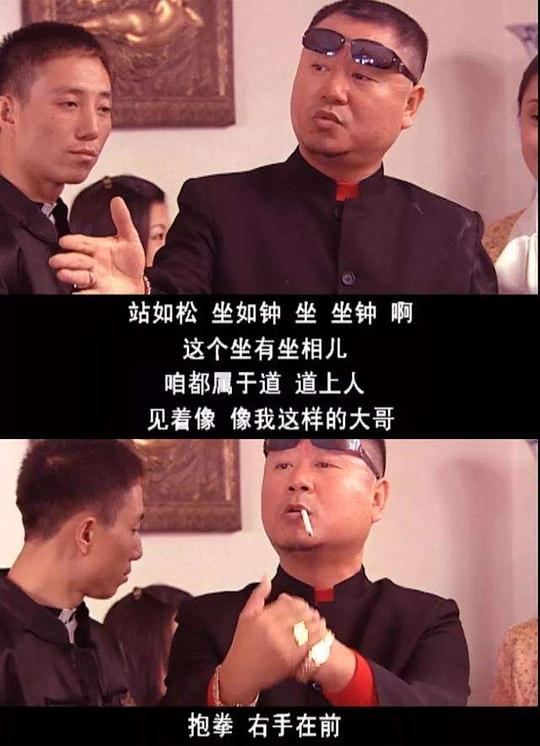 站如松 坐如钟 坐 坐钟 啊
这个坐有坐相儿
咱都属于道 道上人
见着像 像我这样的大哥
抱拳 右手在前